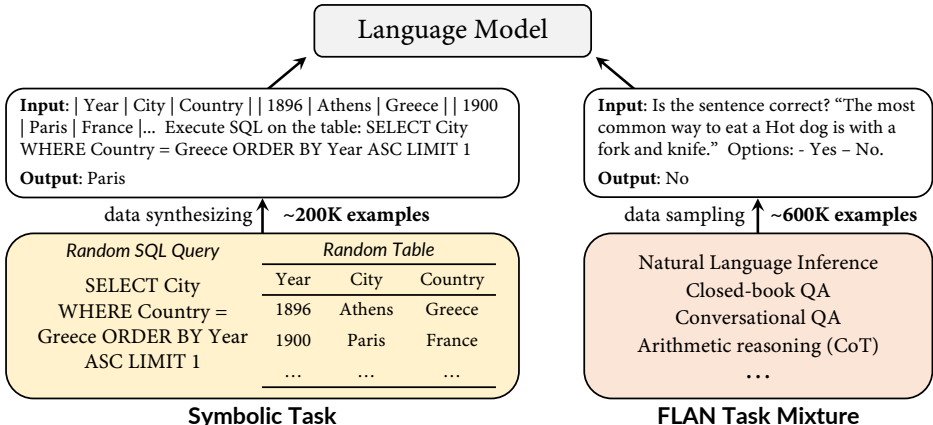 Language Model
Input: | Year | City | Country | | 1896 | Athens | Greece | | 1900
| Paris | France |... Execute SQL on the table: SELECT City
WHERE Country = Greece ORDER BY Year ASC LIMIT 1
Output: Paris
Input: Is the sentence correct? “The most
common way to eat a Hot dog is with a
fork and knife.” Options: - Yes – No.
Output: No
data synthesizing ~200K examples
data sampling ~600K examples
Random SQL Query
SELECT City
WHERE Country =
Greece ORDER BY Year
ASC LIMIT 1
Random Table
Year City Country
1896 Athens Greece
1900 Paris France
... ... ...
Natural Language Inference
Closed-book QA
Conversational QA
Arithmetic reasoning (CoT)
...
Symbolic Task
FLAN Task Mixture